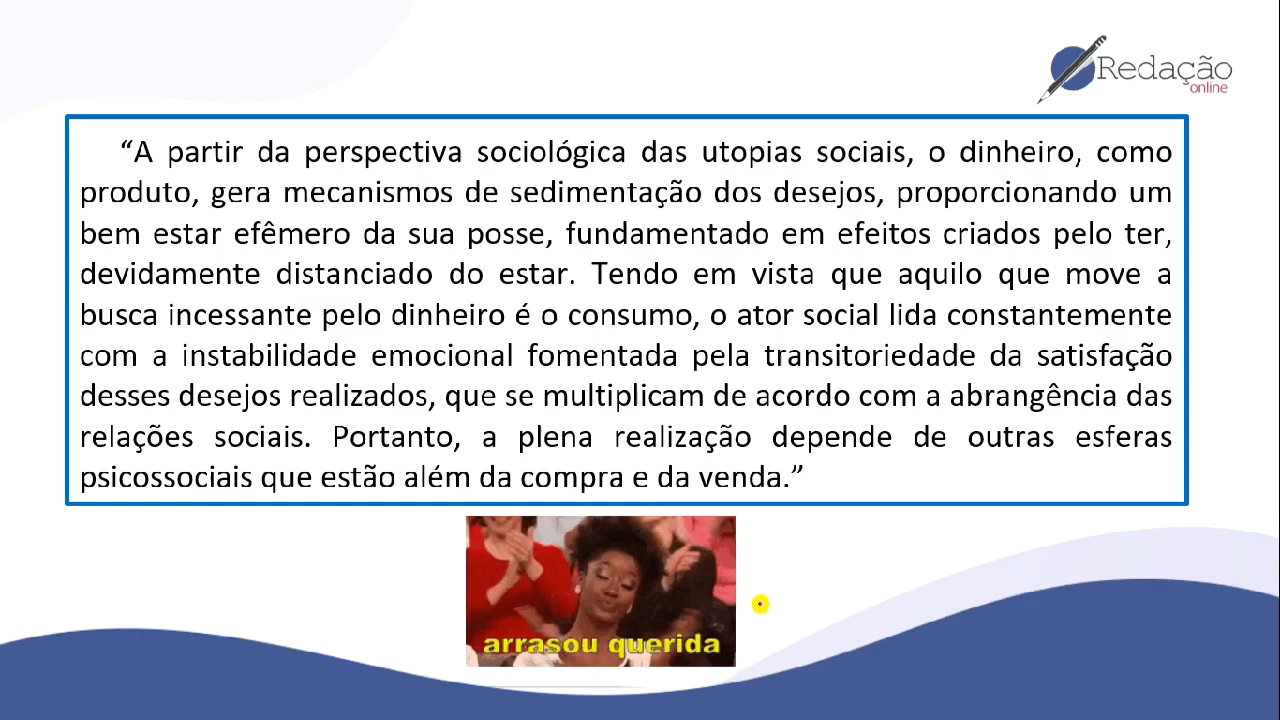 Redação
online
“A partir da perspectiva sociológica das utopias sociais, o dinheiro, como
produto, gera mecanismos de sedimentação dos desejos, proporcionando um
bem estar efêmero da sua posse, fundamentado em efeitos criados pelo ter,
devidamente distanciado do estar. Tendo em vista que aquilo que move a
busca incessante pelo dinheiro é o consumo, o ator social lida constantemente
com a instabilidade emocional fomentada pela transitoriedade da satisfação
desses desejos realizados, que se multiplicam de acordo com a abrangência das
relações sociais. Portanto, a plena realização depende de outras esferas
psicossociais que estão além da compra e da venda.”
arrasou querida